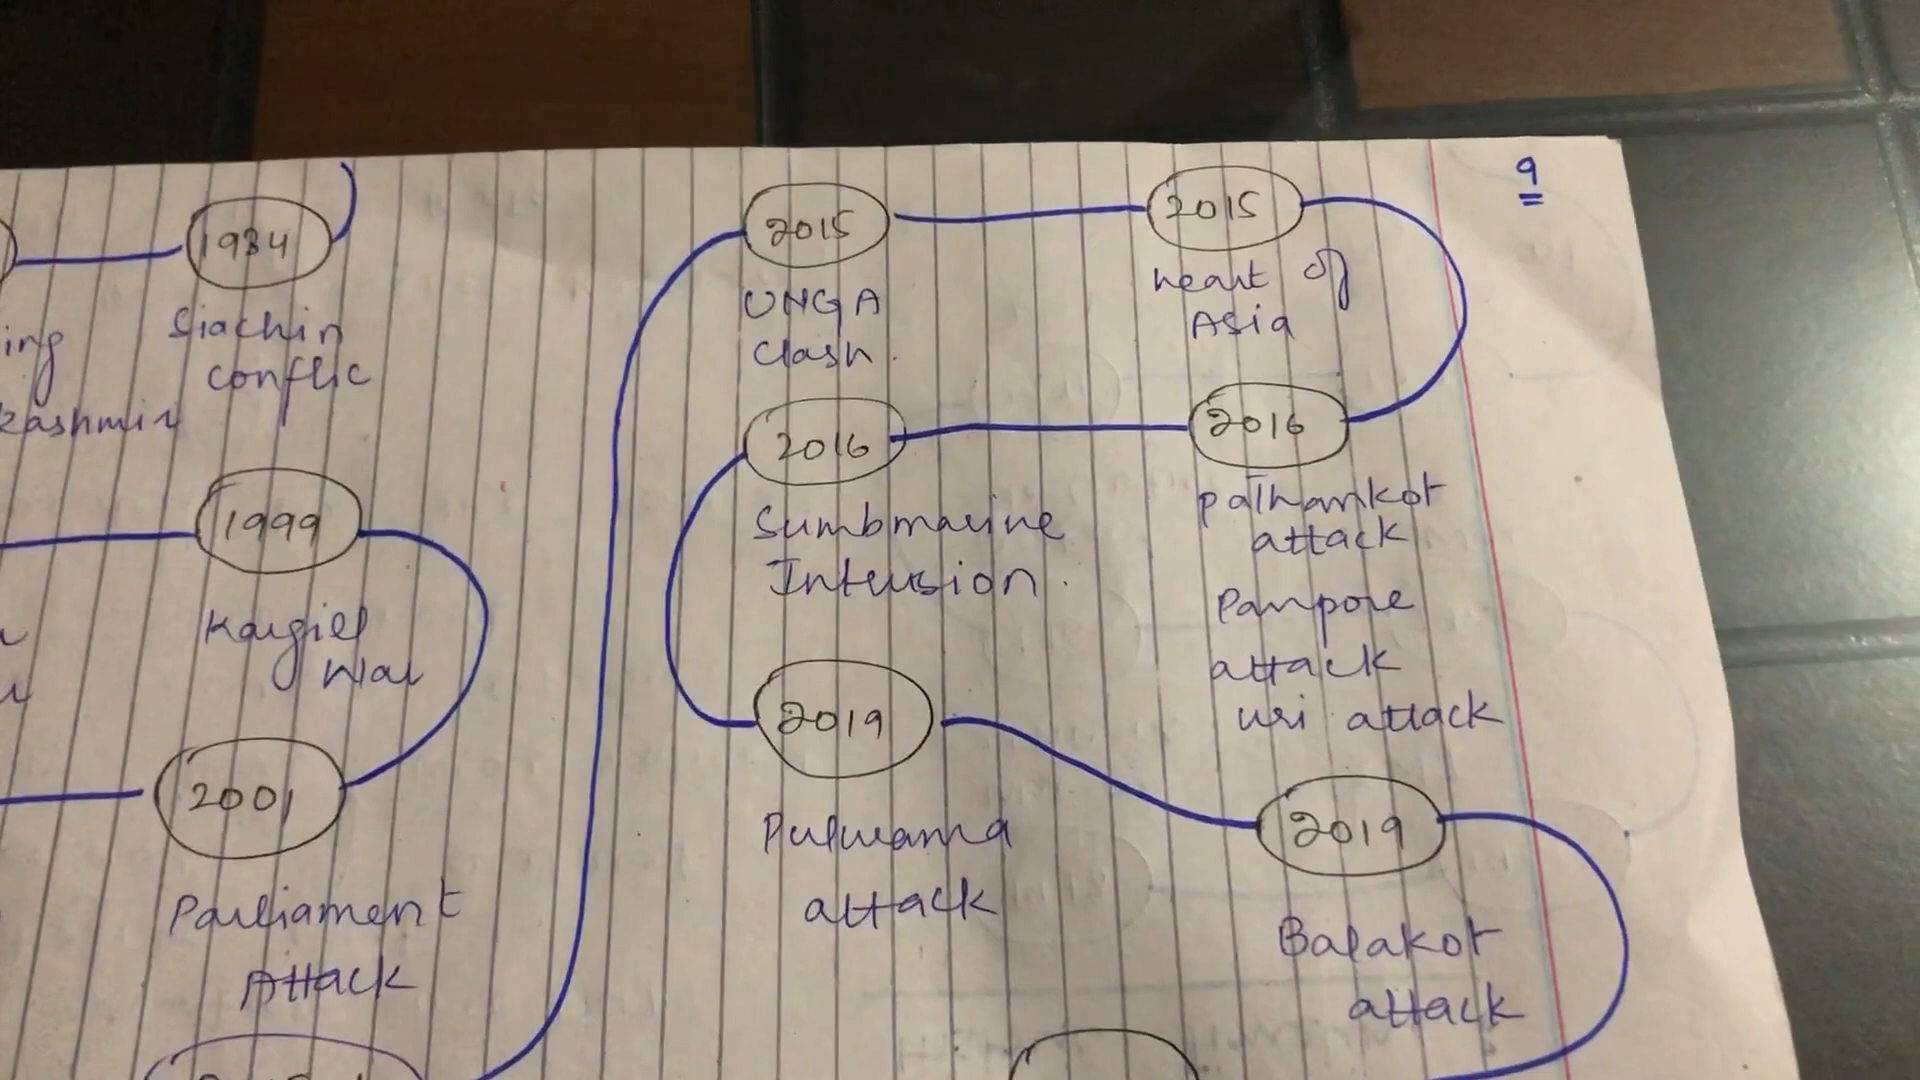 9
1984
Siachin
conflic
ing
Kashmir
1999
Kargiel
War
2001
Parliament
Attack
2015
UNGA
clash.
2015
heart of
Asia
2016
pathankot
attack
Pampore
attack
uri attack
2016
Sumbmarine
Intrusion.
2019
Pulwama
attack
2019
Balakot
attack